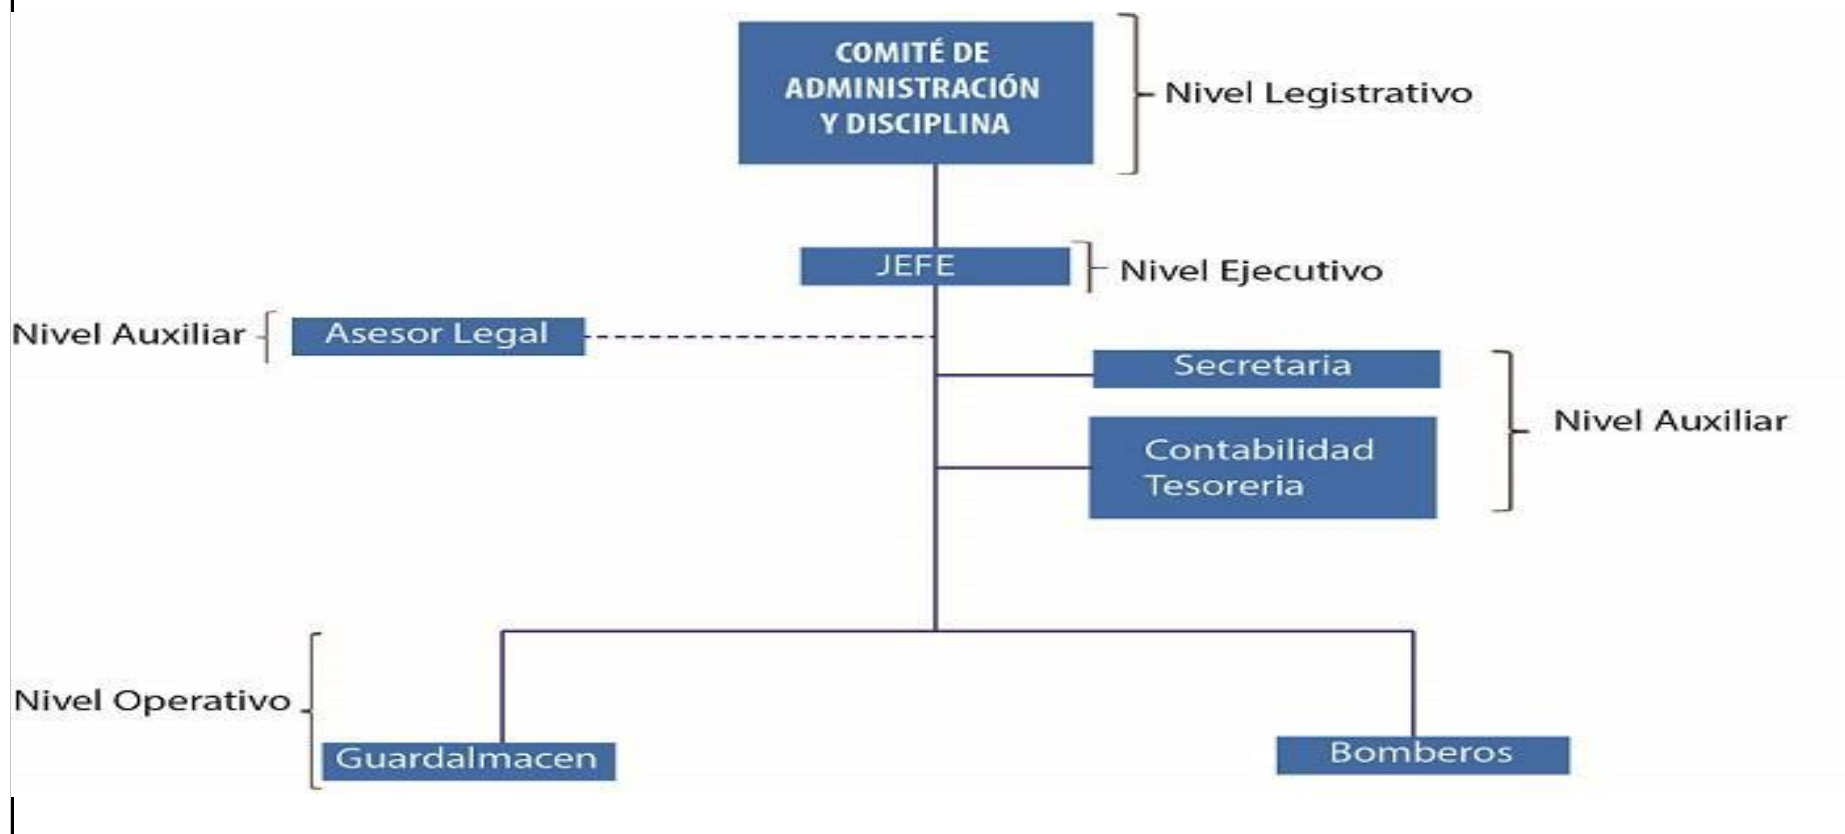 COMITÉ DE
ADMINISTRACIÓN
Y DISCIPLINA
Nivel Legistrativo
JEFE
Nivel Ejecutivo
Nivel Auxiliar
Asesor Legal
Secretaria
Contabilidad
Tesoreria
Nivel Auxiliar
Nivel Operativo
Guardalmacen
Bomberos